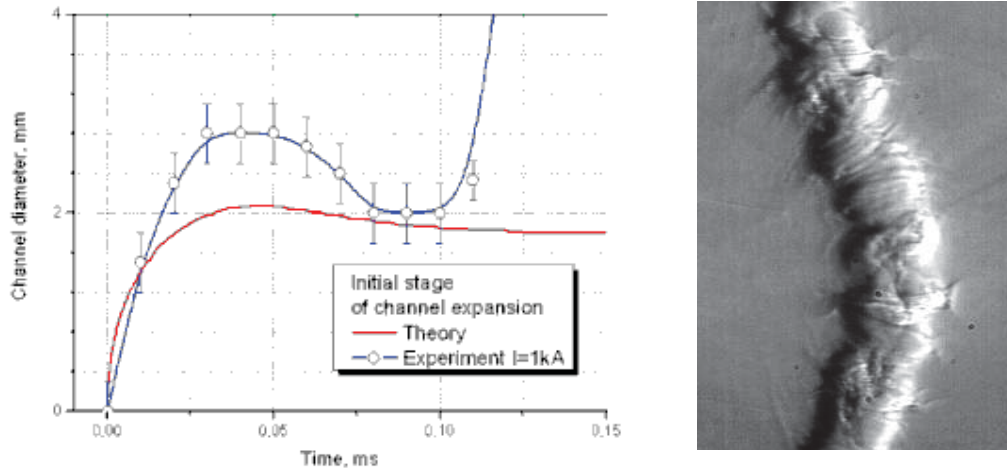 4
2
0
Channel diameter, mm
0.00
0.05
0.10
0.15
Time, ms
Initial stage
of channel expansion
Theory
Experiment I=1kA